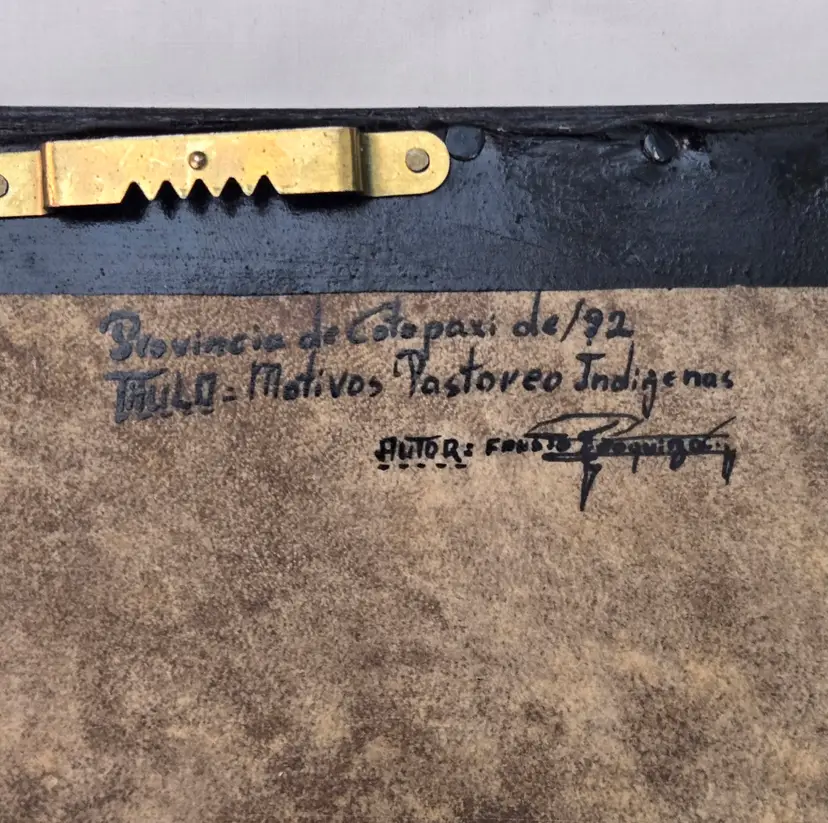 Provincia de Cotopaxi de /92
TITULO = Motivos Pastoreo Indigenas
AUTOR: FAUSTO